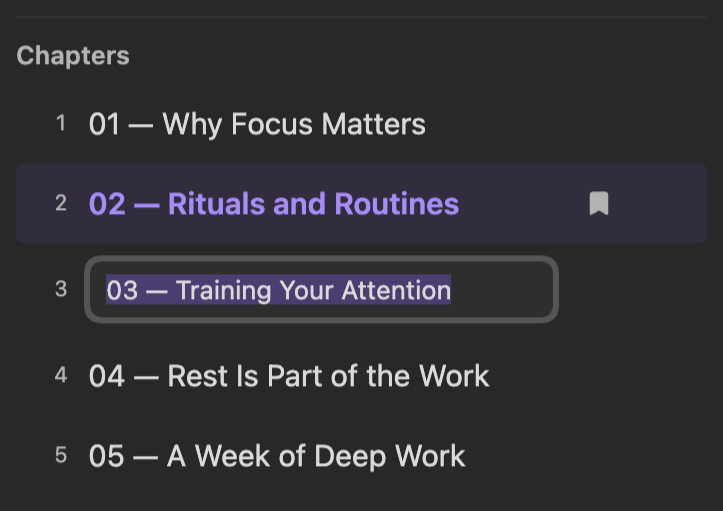 Chapters
1 01 — Why Focus Matters
2 02 — Rituals and Routines
3 03 — Training Your Attention
4 04 — Rest Is Part of the Work
5 05 — A Week of Deep Work